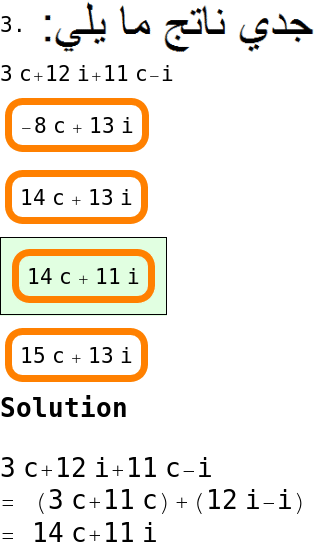 3. جدي ناتج ما يلي:
3 c+12 i+11 c−i
−8 c + 13 i
14 c + 13 i
14 c + 11 i
15 c + 13 i
Solution
3 c+12 i+11 c−i
= (3 c+11 c)+(12 i−i)
= 14 c+11 i